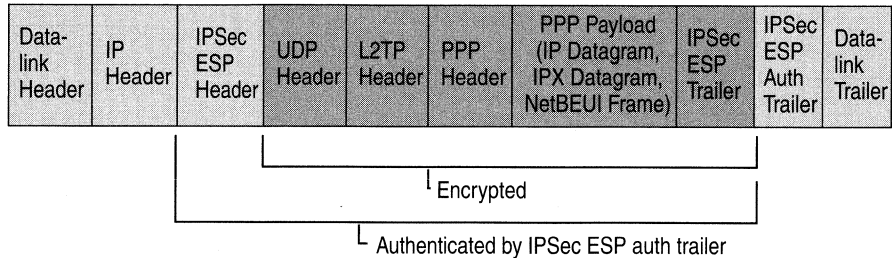 Data-
link
Header
IP
Header
IPSec
ESP
Header
UDP
Header
L2TP
Header
PPP
Header
PPP Payload
(IP Datagram,
IPX Datagram,
NetBEUI Frame)
IPSec
ESP
Trailer
IPSec
ESP
Auth
Trailer
Data-
link
Trailer
Encrypted
Authenticated by IPSec ESP auth trailer